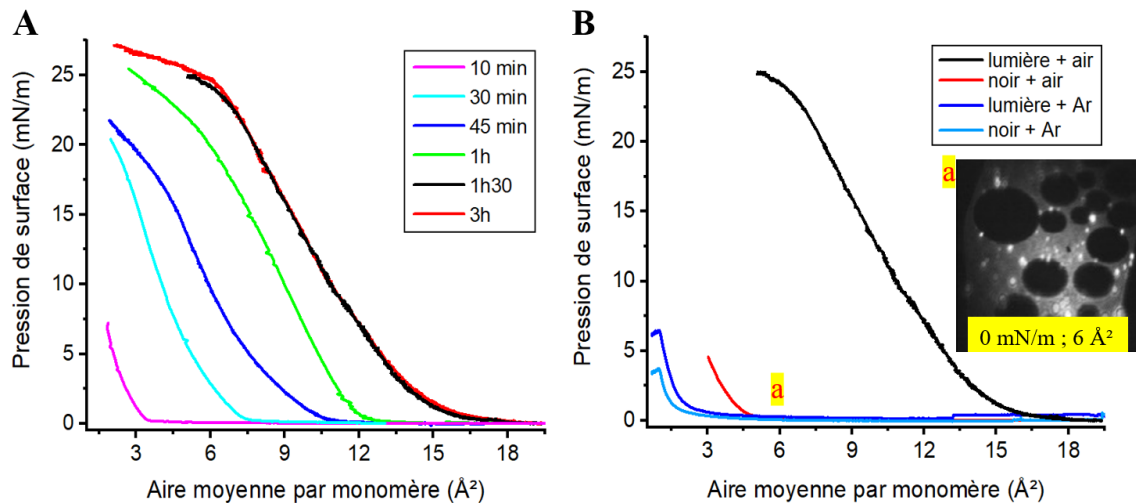 A
Pression de surface (mN/m)
25
20
15
10
5
0
3
6
9
12
15
18
Aire moyenne par monomère (Å²)
10 min
30 min
45 min
1h
1h30
3h
B
Pression de surface (mN/m)
25
20
15
10
5
0
3
6
9
12
15
18
Aire moyenne par monomère (Å²)
lumière + air
noir + air
lumière + Ar
noir + Ar
a
0 mN/m ; 6 Å²
a